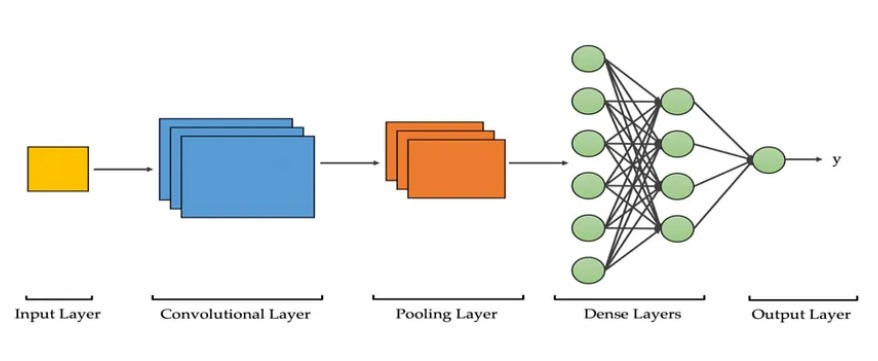 y
Input Layer
Convolutional Layer
Pooling Layer
Dense Layers
Output Layer